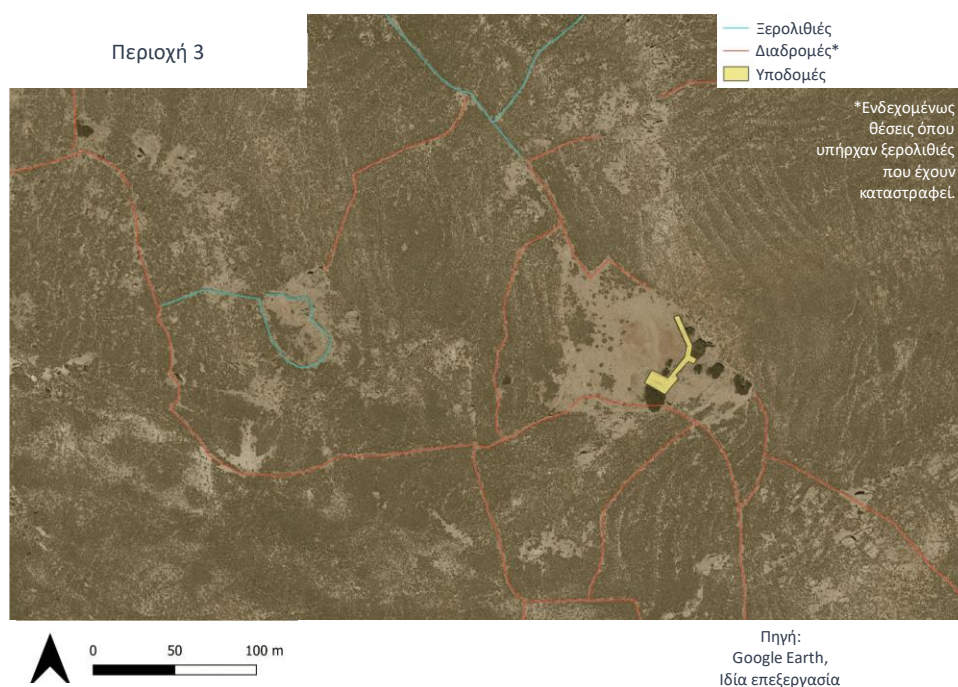 Περιοχή 3
Ξερολιθιές
Διαδρομές*
Υποδομές
*Ενδεχομένως
θέσεις όπου
υπήρχαν ξερολιθιές
που έχουν
καταστραφεί.
0 50 100 m
Πηγή:
Google Earth,
Ιδία επεξεργασία